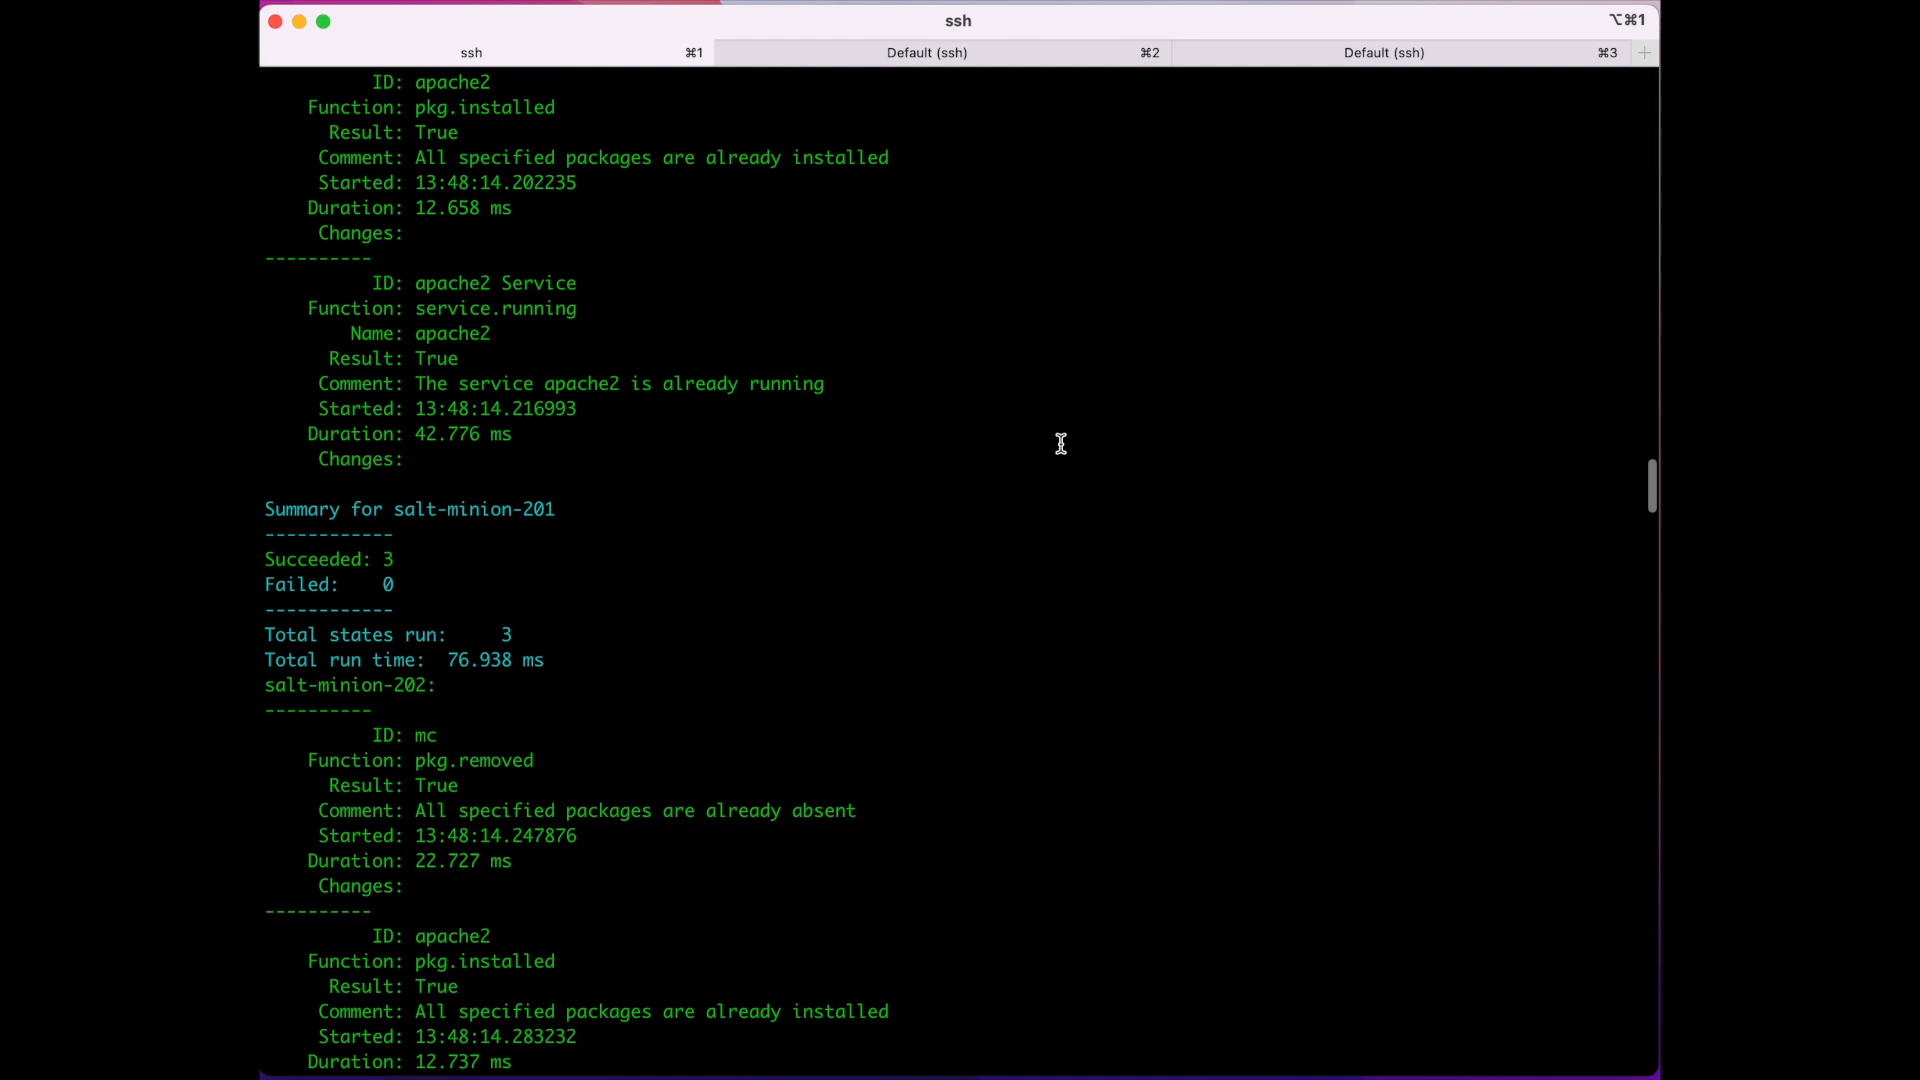 ssh
⌥⌘1
ssh ⌘1 Default (ssh) ⌘2 Default (ssh) ⌘3 +
ID: apache2
Function: pkg.installed
Result: True
Comment: All specified packages are already installed
Started: 13:48:14.202235
Duration: 12.658 ms
Changes:
----------
ID: apache2 Service
Function: service.running
Name: apache2
Result: True
Comment: The service apache2 is already running
Started: 13:48:14.216993
Duration: 42.776 ms
Changes:
Summary for salt-minion-201
------------
Succeeded: 3
Failed:    0
------------
Total states run:     3
Total run time:  76.938 ms
salt-minion-202:
----------
ID: mc
Function: pkg.removed
Result: True
Comment: All specified packages are already absent
Started: 13:48:14.247876
Duration: 22.727 ms
Changes:
----------
ID: apache2
Function: pkg.installed
Result: True
Comment: All specified packages are already installed
Started: 13:48:14.283232
Duration: 12.737 ms